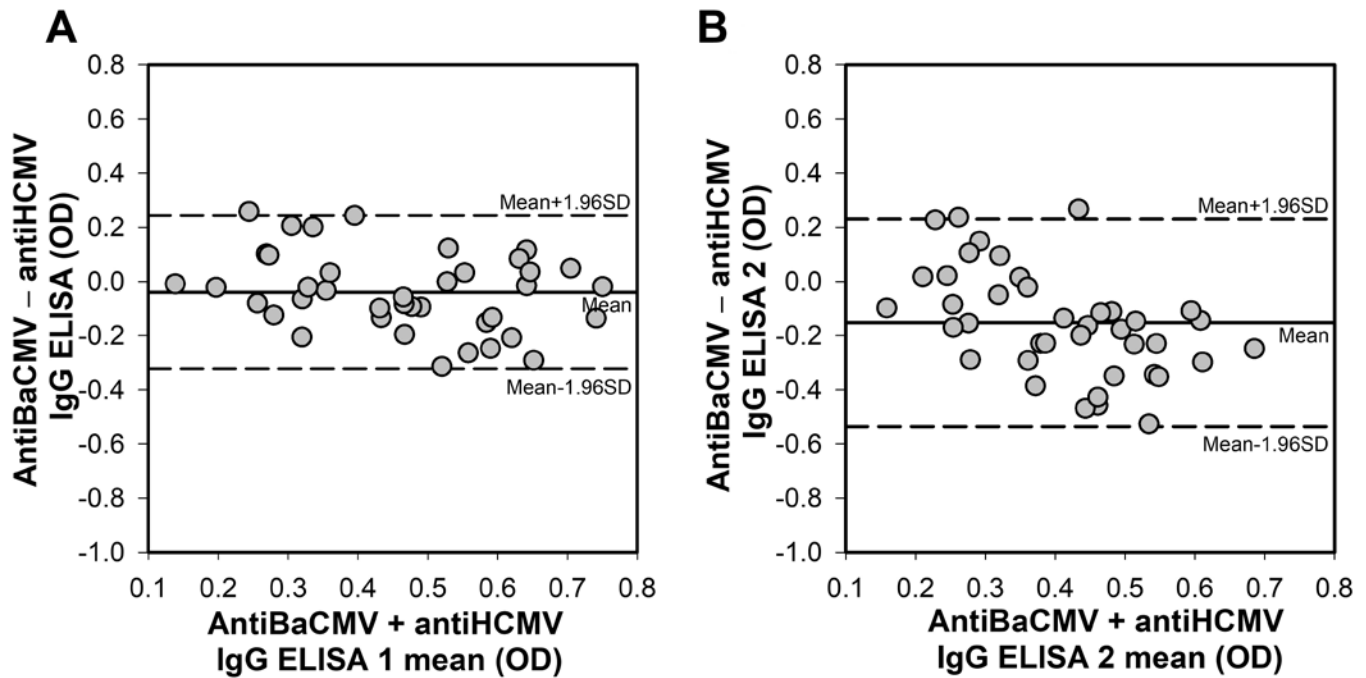 A
AntiBaCMV – antiHCMV
IgG ELISA (OD)
0.8
0.6
0.4
0.2
0.0
-0.2
-0.4
-0.6
-0.8
-1.0
Mean+1.96SD
Mean
Mean-1.96SD
0.1 0.2 0.3 0.4 0.5 0.6 0.7 0.8
AntiBaCMV + antiHCMV
IgG ELISA 1 mean (OD)
B
AntiBaCMV – antiHCMV
IgG ELISA 2 (OD)
0.8
0.6
0.4
0.2
0.0
-0.2
-0.4
-0.6
-0.8
-1.0
Mean+1.96SD
Mean
Mean-1.96SD
0.1 0.2 0.3 0.4 0.5 0.6 0.7 0.8
AntiBaCMV + antiHCMV
IgG ELISA 2 mean (OD)